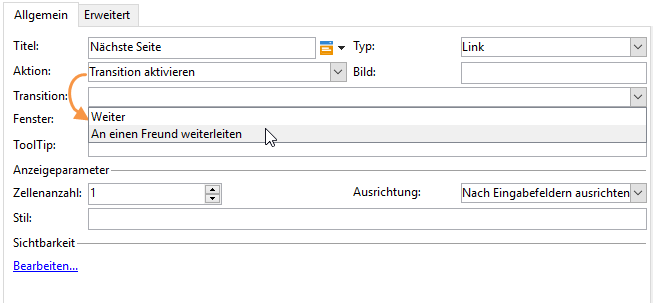 Allgemein Erweitert
Titel: Nächste Seite Typ: Link
Aktion: Transition aktivieren Bild:
Transition:
Fenster: Weiter
An einen Freund weiterleiten
ToolTip:
Anzeigeparameter
Zellenanzahl: 1 Ausrichtung: Nach Eingabefeldern ausrichten
Stil:
Sichtbarkeit
Bearbeiten...